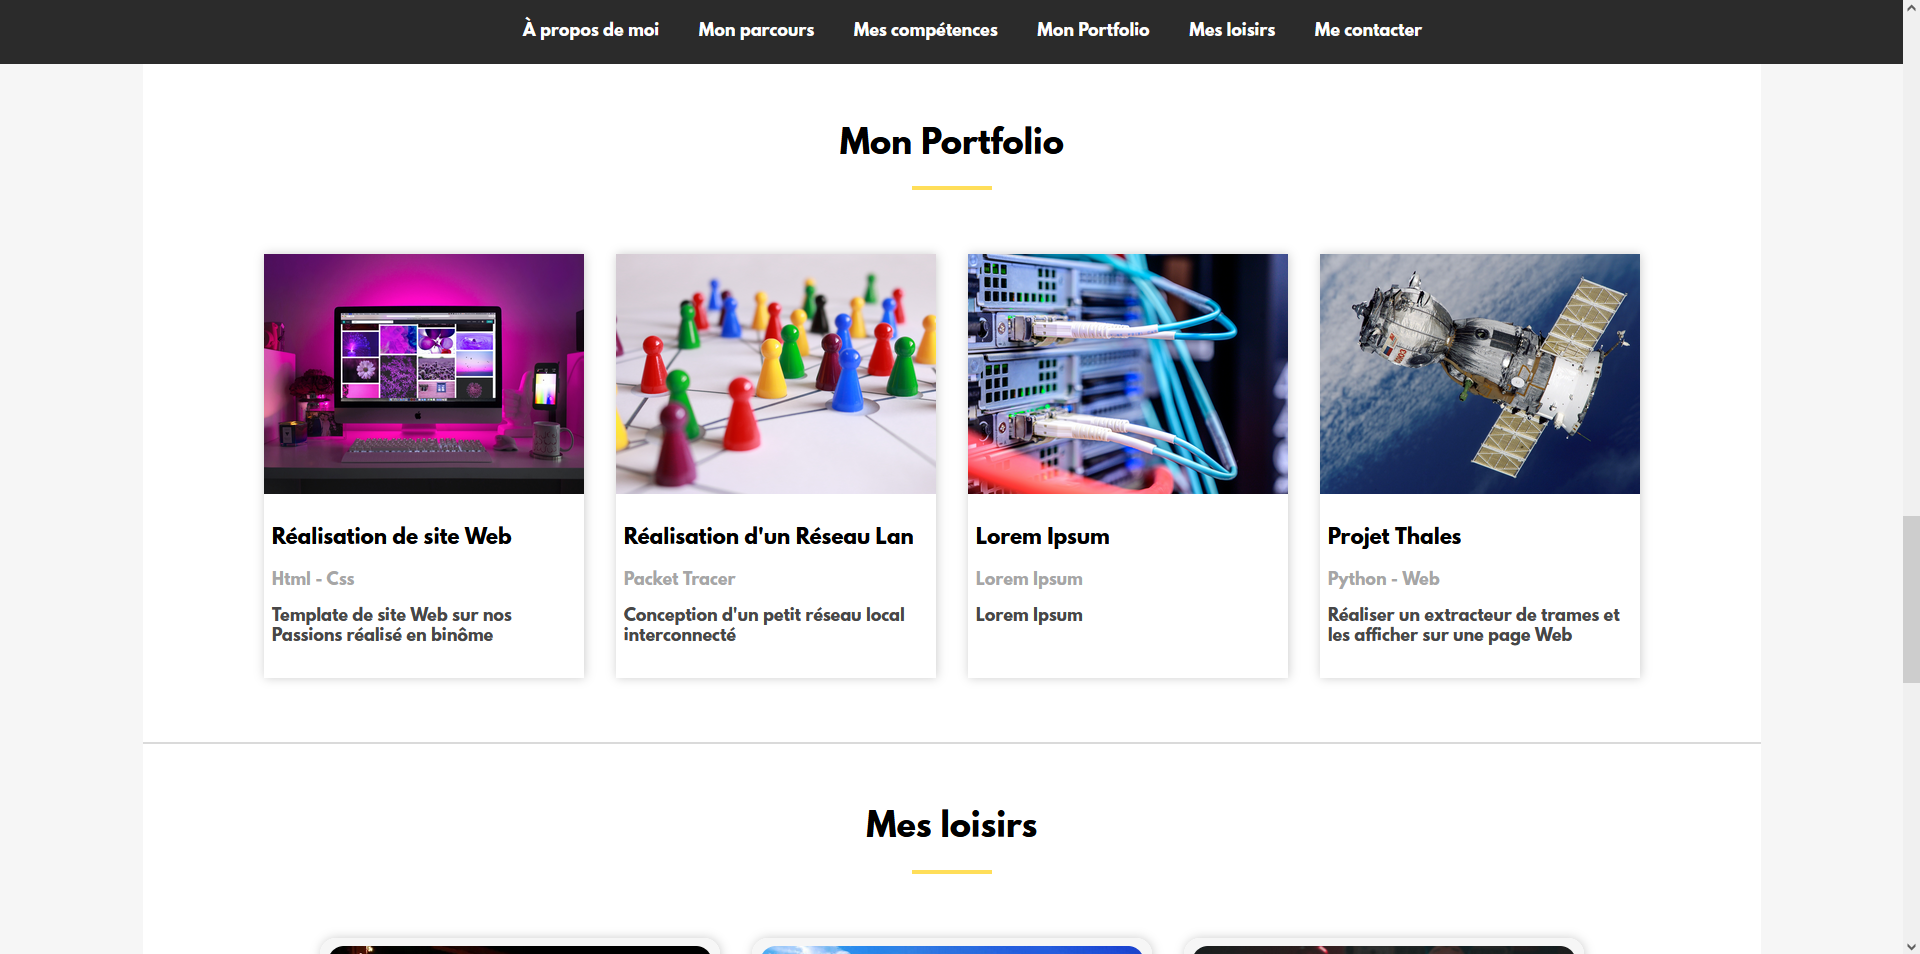 À propos de moi
Mon parcours
Mes compétences
Mon Portfolio
Mes loisirs
Me contacter
Mon Portfolio
Réalisation de site Web
Html - Css
Template de site Web sur nos
Passions réalisé en binôme
Réalisation d'un Réseau Lan
Packet Tracer
Conception d'un petit réseau local
interconnecté
Lorem Ipsum
Lorem Ipsum
Lorem Ipsum
Projet Thales
Python - Web
Réaliser un extracteur de trames et
les afficher sur une page Web
Mes loisirs